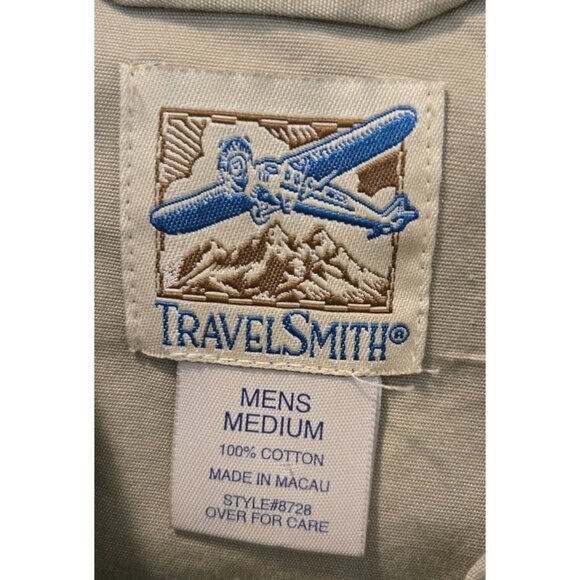 TRAVELSMITH®
MENS
MEDIUM
100% COTTON
MADE IN MACAU
STYLE#8728
OVER FOR CARE